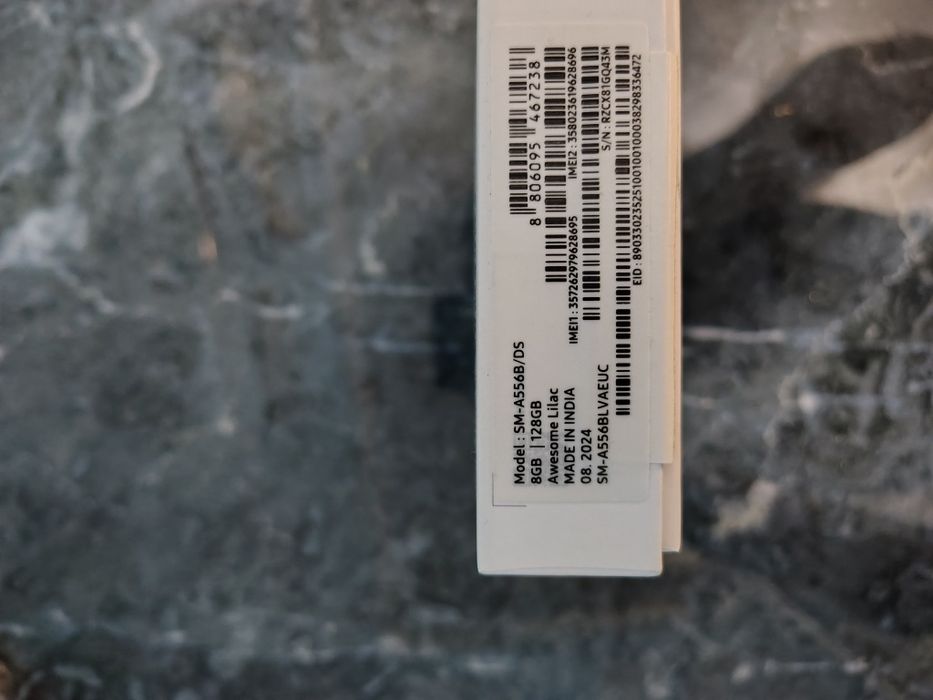 Model : SM-A556B/DS
8GB | 128GB
Awesome Lilac
MADE IN INDIA
08. 2024
SM-A556BLVAEUC
8 806095 467238
IMEI1 : 357262979628695
IMEI2 : 358023619628696
S/N : RZCX81GQ43M
EID : 89033023525100100100038298336472